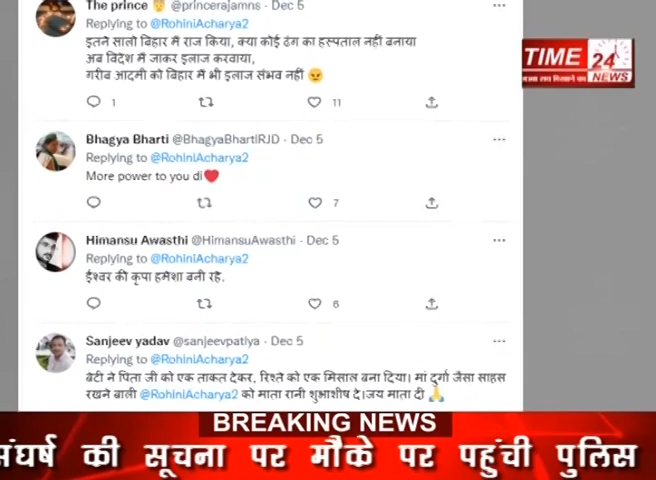 The prince @princerajamns · Dec 5
Replying to @RohiniAcharya2
इतने सालो बिहार में राज किया, क्या कोई ढंग का हस्पताल नहीं बनाया
अब विदेश में जाकर इलाज करवाया,
गरीब आदमी को बिहार मैं भी इलाज संभव नहीं 😠
1 11
Bhagya Bharti @BhagyaBhartiRJD · Dec 5
Replying to @RohiniAcharya2
More power to you di❤️
7
Himansu Awasthi @HimansuAwasthi · Dec 5
Replying to @RohiniAcharya2
ईश्वर की कृपा हमेशा बनी रहे.
6
Sanjeev yadav @sanjeevpatiya · Dec 5
Replying to @RohiniAcharya2
बेटी ने पिता जी को एक ताकत देकर, रिश्ते को एक मिसाल बना दिया। मां दुर्गा जैसा साहस
रखने बाली @RohiniAcharya2 को माता रानी शुभाशीष दे।जय माता दी 🙏
TIME 24
NEWS
BREAKING NEWS
संघर्ष की सूचना पर मौके पर पहुंची पुलिस